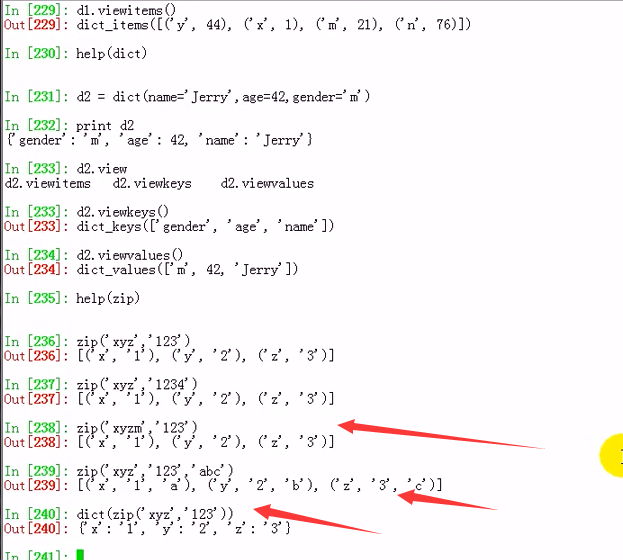 In [229]: d1.viewitems()
Out[229]: dict_items([('y', 44), ('x', 1), ('m', 21), ('n', 76)])
In [230]: help(dict)
In [231]: d2 = dict(name='Jerry',age=42,gender='m')
In [232]: print d2
{'gender': 'm', 'age': 42, 'name': 'Jerry'}
In [233]: d2.view
d2.viewitems d2.viewkeys d2.viewvalues
In [233]: d2.viewkeys()
Out[233]: dict_keys(['gender', 'age', 'name'])
In [234]: d2.viewvalues()
Out[234]: dict_values(['m', 42, 'Jerry'])
In [235]: help(zip)
In [236]: zip('xyz','123')
Out[236]: [('x', '1'), ('y', '2'), ('z', '3')]
In [237]: zip('xyz','1234')
Out[237]: [('x', '1'), ('y', '2'), ('z', '3')]
In [238]: zip('xyzm','123')
Out[238]: [('x', '1'), ('y', '2'), ('z', '3')]
In [239]: zip('xyz','123','abc')
Out[239]: [('x', '1', 'a'), ('y', '2', 'b'), ('z', '3', 'c')]
In [240]: dict(zip('xyz','123'))
Out[240]: {'x': '1', 'y': '2', 'z': '3'}
In [241]: